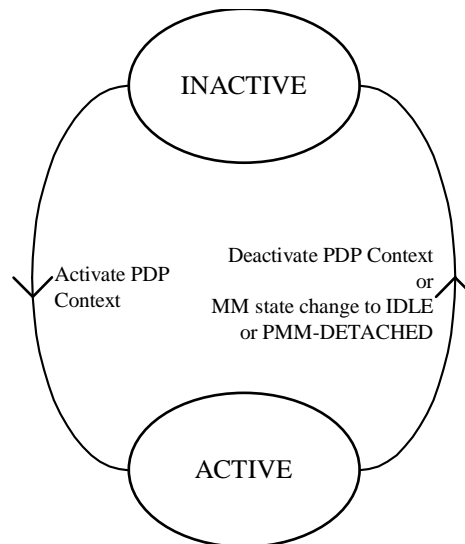 INACTIVE
Activate PDP
Context
Deactivate PDP Context
or
MM state change to IDLE
or PMM-DETACHED
ACTIVE